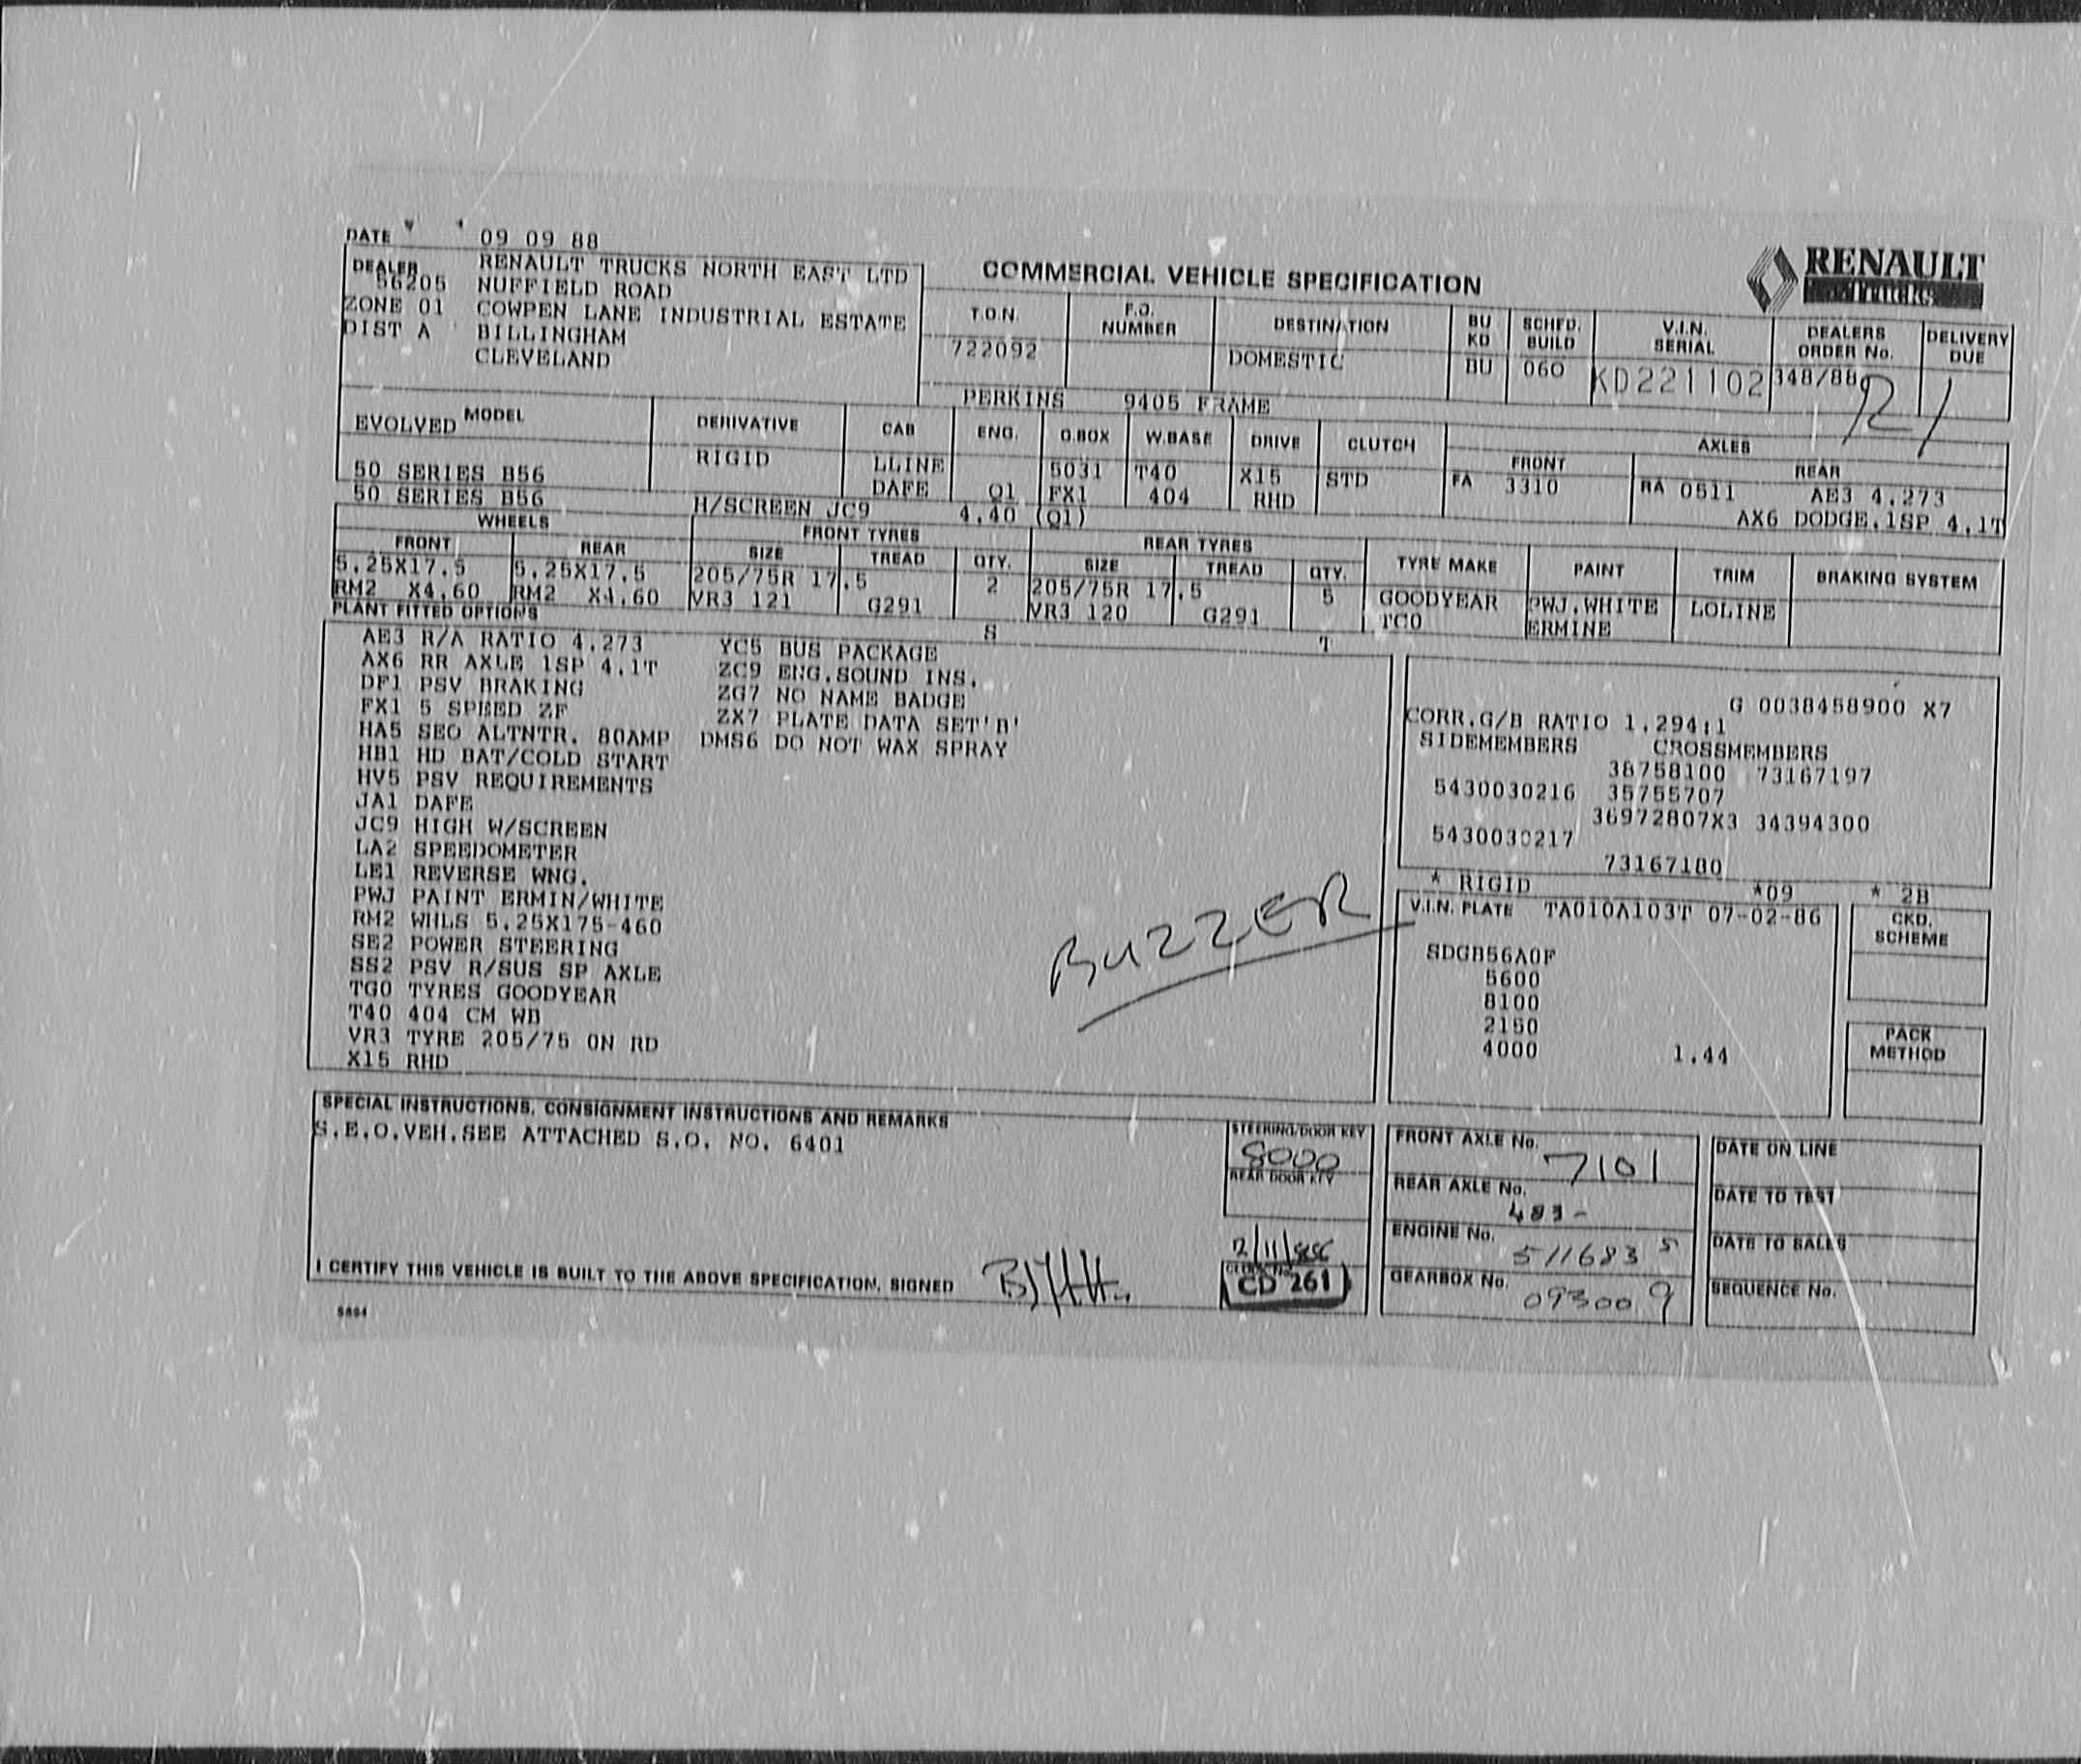 DATE 09 09 88
DEALER RENAULT TRUCKS NORTH EAST LTD
56205 NUFFIELD ROAD
ZONE 01 COWPEN LANE INDUSTRIAL ESTATE
DIST A BILLINGHAM
CLEVELAND
COMMERCIAL VEHICLE SPECIFICATION
RENAULT
TRUCKS
T.O.N. F.O. NUMBER DESTINATION BU KD SCHED. BUILD V.I.N. SERIAL DEALERS ORDER No. DELIVERY DUE
722092 DOMESTIC BU 060 KD221102 348/88
PERKINS 9405 FRAME
MODEL DERIVATIVE CAB ENG. G.BOX W.BASE DRIVE CLUTCH AXLES
EVOLVED RIGID FRONT REAR
50 SERIES B56 LLINE 5031 T40 X15 STD FA 3310 RA 0511 AE3 4.273
50 SERIES B56 DAFE Q1 FX1 404 RHD
H/SCREEN JC9 4.40 (Q1) AX6 DODGE.1SP 4.1T
WHEELS FRONT TYRES REAR TYRES
FRONT REAR SIZE TREAD QTY. SIZE TREAD QTY. TYRE MAKE PAINT TRIM BRAKING SYSTEM
5.25X17.5 5.25X17.5 205/75R 17.5 2 205/75R 17.5 5 GOODYEAR PWJ.WHITE LOLINE
RM2 X4.60 RM2 X4.60 VR3 121 G291 VR3 120 G291 TC0 ERMINE
PLANT FITTED OPTIONS
S T
AE3 R/A RATIO 4.273 YC5 BUS PACKAGE
AX6 RR AXLE 1SP 4.1T ZC9 ENG.SOUND INS.
DF1 PSV BRAKING ZG7 NO NAME BADGE
FX1 5 SPEED ZF ZX7 PLATE DATA SET'B'
HA5 SEO ALTNTR. 80AMP DMS6 DO NOT WAX SPRAY
HB1 HD BAT/COLD START
HV5 PSV REQUIREMENTS
JA1 DAFE
JC9 HIGH W/SCREEN
LA2 SPEEDOMETER
LE1 REVERSE WNG.
PWJ PAINT ERMIN/WHITE
RM2 WHLS 5.25X175-460
SE2 POWER STEERING
SS2 PSV R/SUS SP AXLE
TG0 TYRES GOODYEAR
T40 404 CM WB
VR3 TYRE 205/75 ON RD
X15 RHD
BUZZER
G 0038458900 X7
CORR.G/B RATIO 1.294:1
SIDEMEMBERS CROSSMEMBERS
38758100 73167197
5430030216 35755707
36972807X3 34394300
5430030217
73167180
* RIGID *09 * 2B
V.I.N. PLATE TA010A103T 07-02-86
CKD. SCHEME
SDGB56A0F
5600
8100
2150
4000 1.44
PACK METHOD
SPECIAL INSTRUCTIONS, CONSIGNMENT INSTRUCTIONS AND REMARKS
S.E.O.VEH.SEE ATTACHED S.O. NO. 6401
STEERING/DOOR KEY
8000
REAR DOOR KEY
FRONT AXLE No. 7101
REAR AXLE No. 483-
ENGINE No. 511683 5
GEARBOX No. 093009
DATE ON LINE
DATE TO TEST
DATE TO SALES
SEQUENCE No.
I CERTIFY THIS VEHICLE IS BUILT TO THE ABOVE SPECIFICATION. SIGNED
CD 261
5894